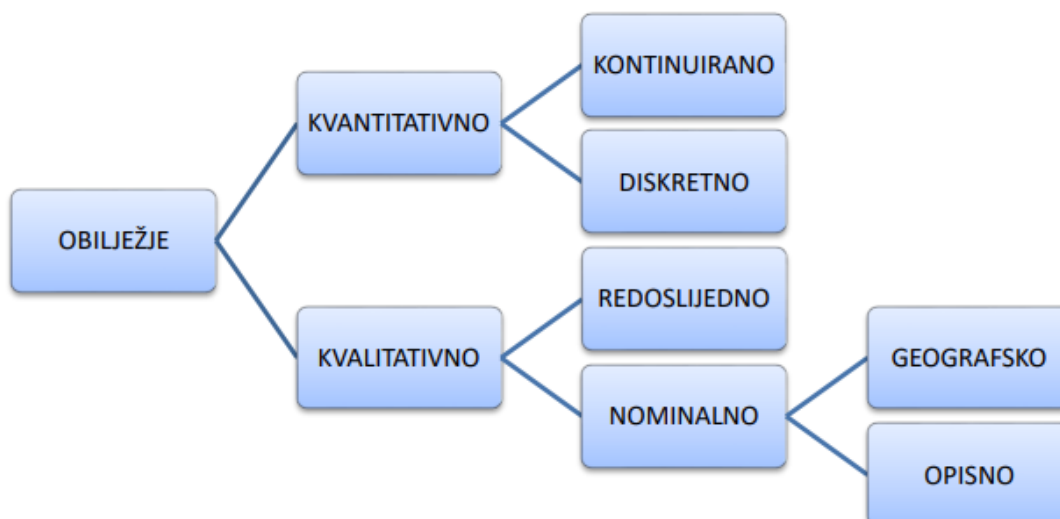 OBILJEŽJE
KVANTITATIVNO
KONTINUIRANO
DISKRETNO
KVALITATIVNO
REDOSLIJEDNO
NOMINALNO
GEOGRAFSKO
OPISNO